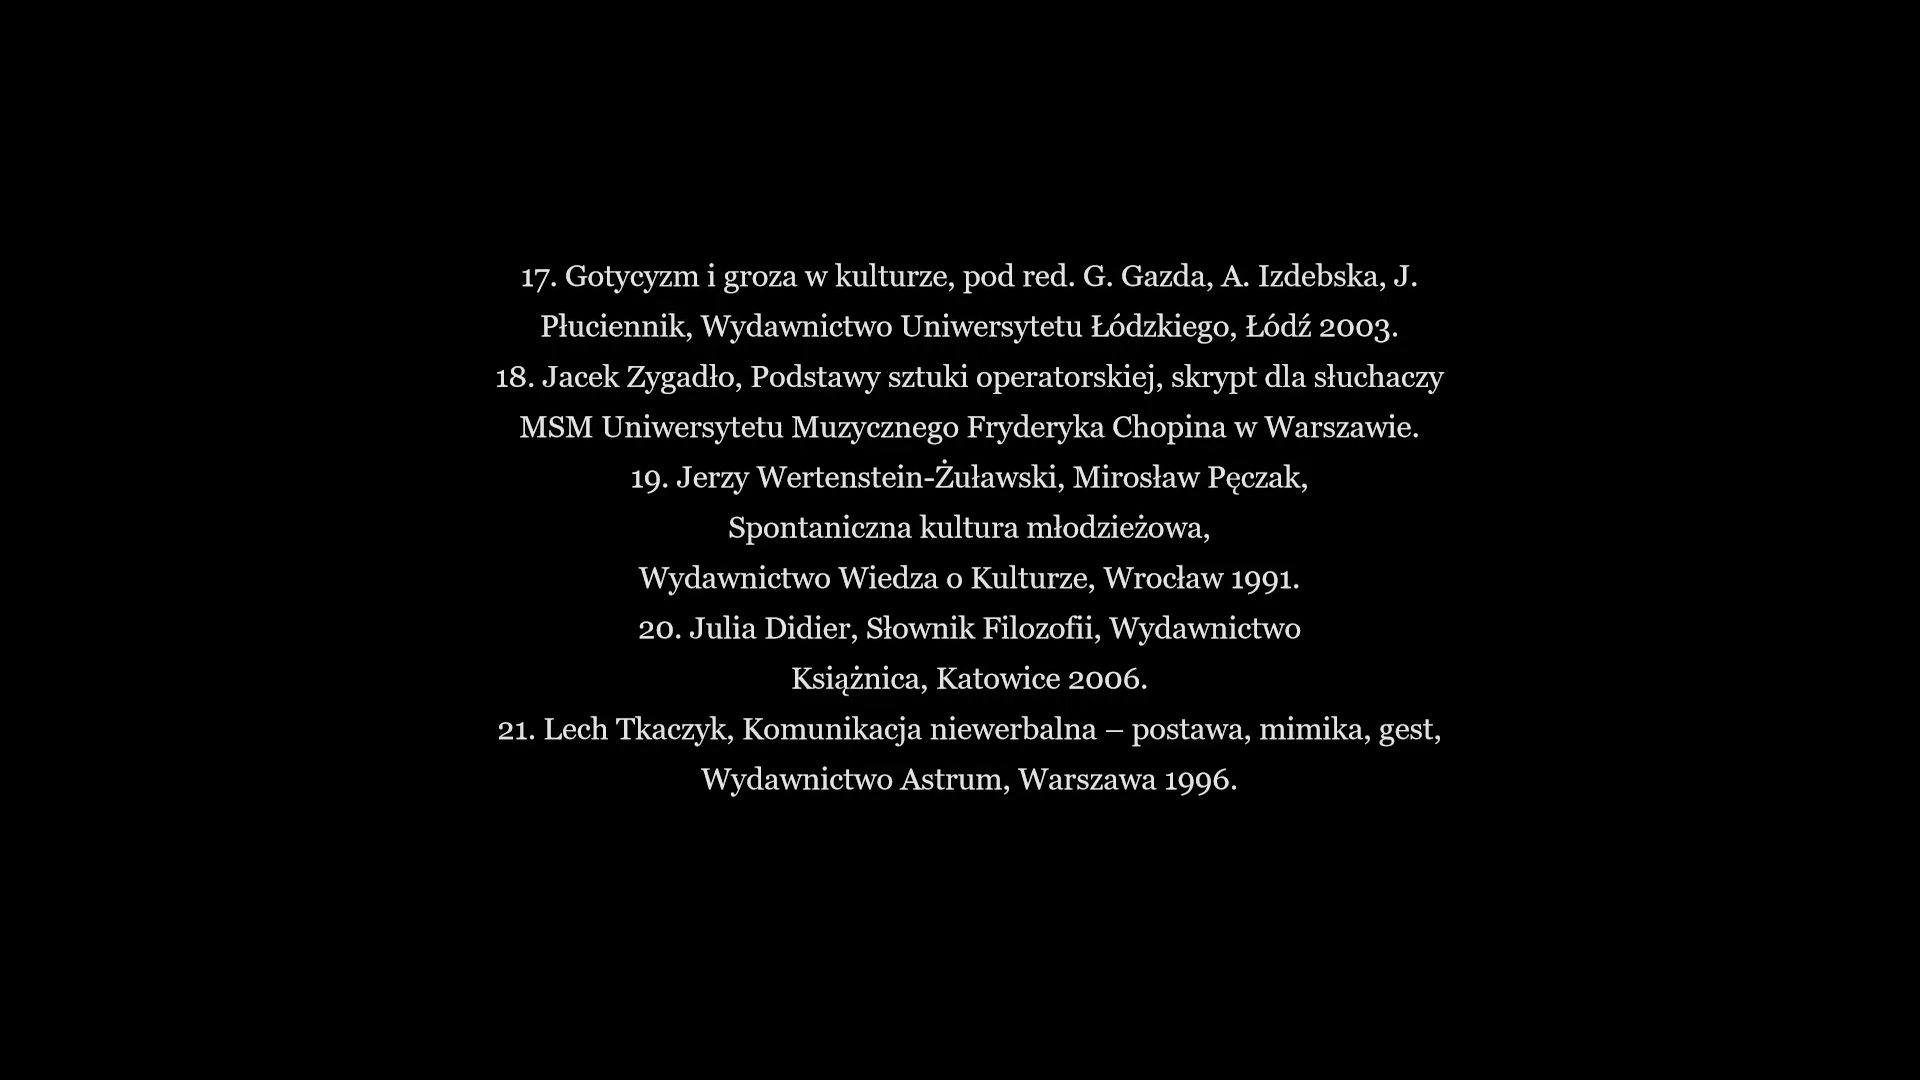 17. Gotycyzm i groza w kulturze, pod red. G. Gazda, A. Izdebska, J.
Płuciennik, Wydawnictwo Uniwersytetu Łódzkiego, Łódź 2003.
18. Jacek Zygadło, Podstawy sztuki operatorskiej, skrypt dla słuchaczy
MSM Uniwersytetu Muzycznego Fryderyka Chopina w Warszawie.
19. Jerzy Wertenstein-Żuławski, Mirosław Pęczak,
Spontaniczna kultura młodzieżowa,
Wydawnictwo Wiedza o Kulturze, Wrocław 1991.
20. Julia Didier, Słownik Filozofii, Wydawnictwo
Książnica, Katowice 2006.
21. Lech Tkaczyk, Komunikacja niewerbalna – postawa, mimika, gest,
Wydawnictwo Astrum, Warszawa 1996.